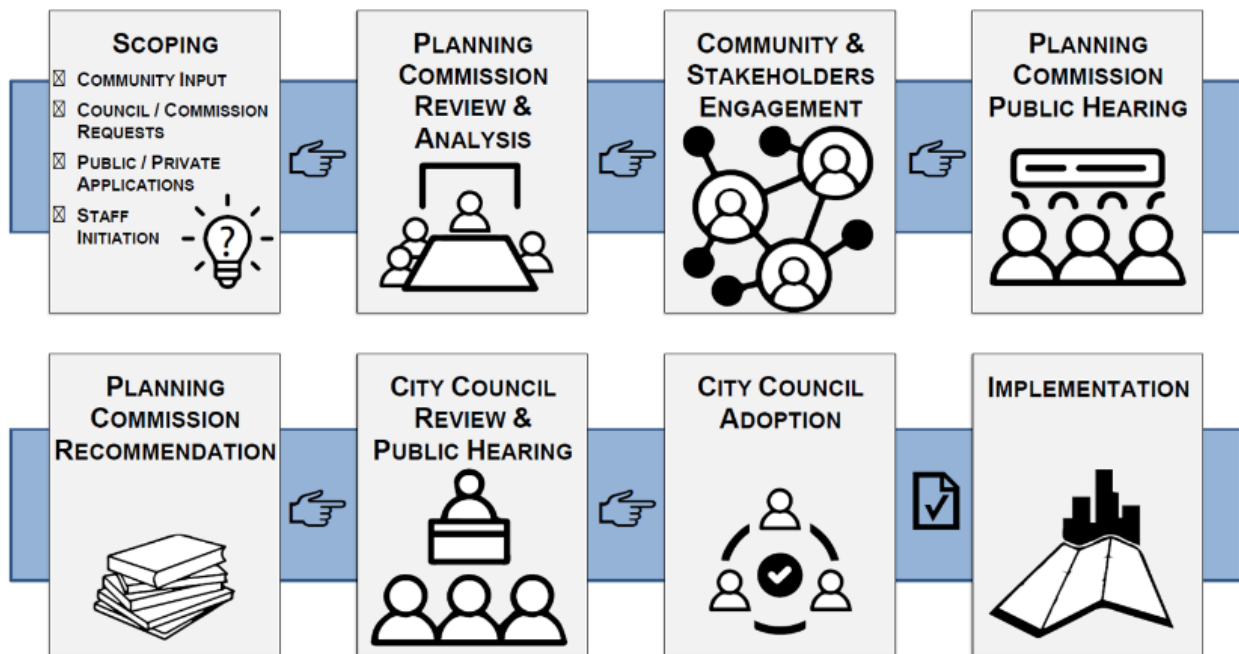 SCOPING
COMMUNITY INPUT
COUNCIL / COMMISSION
REQUESTS
PUBLIC / PRIVATE
APPLICATIONS
STAFF
INITIATION
?
PLANNING
COMMISSION
REVIEW &
ANALYSIS
COMMUNITY &
STAKEHOLDERS
ENGAGEMENT
PLANNING
COMMISSION
PUBLIC HEARING
PLANNING
COMMISSION
RECOMMENDATION
CITY COUNCIL
REVIEW &
PUBLIC HEARING
CITY COUNCIL
ADOPTION
IMPLEMENTATION